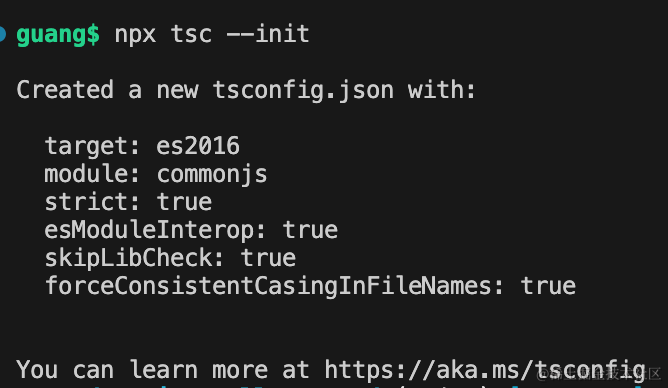 guang$ npx tsc --init
Created a new tsconfig.json with:
target: es2016
module: commonjs
strict: true
esModuleInterop: true
skipLibCheck: true
forceConsistentCasingInFileNames: true
You can learn more at https://aka.ms/tsconfig